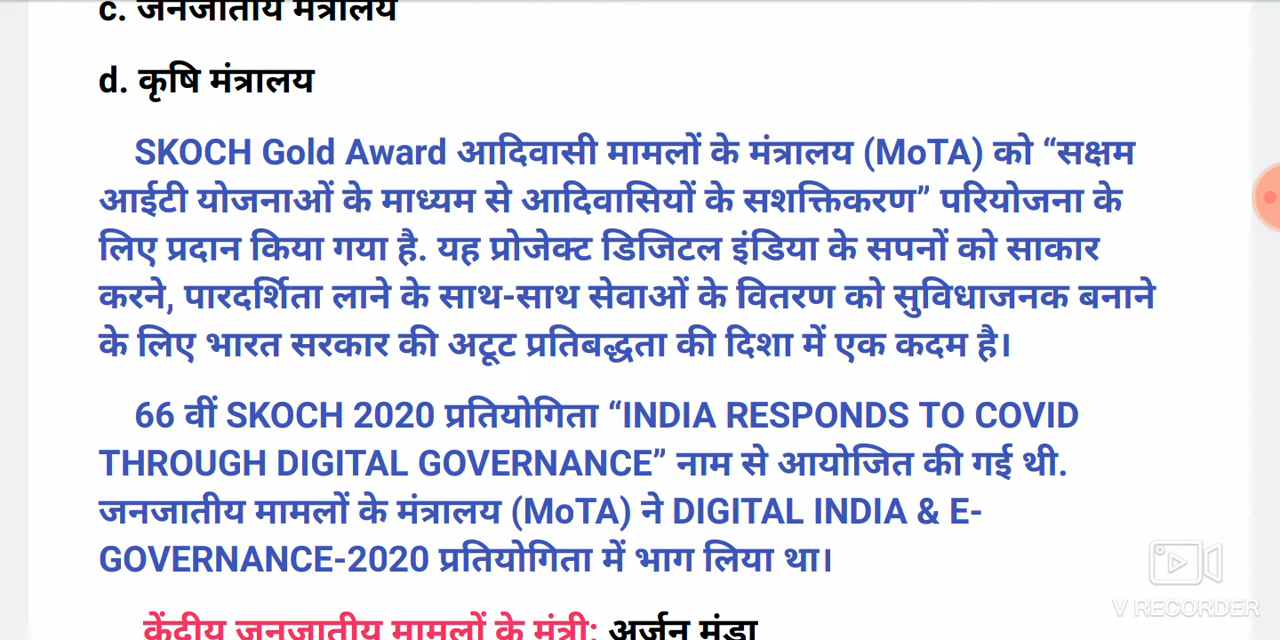 c. जनजातीय मंत्रालय
d. कृषि मंत्रालय
SKOCH Gold Award आदिवासी मामलों के मंत्रालय (MoTA) को “सक्षम
आईटी योजनाओं के माध्यम से आदिवासियों के सशक्तिकरण” परियोजना के
लिए प्रदान किया गया है. यह प्रोजेक्ट डिजिटल इंडिया के सपनों को साकार
करने, पारदर्शिता लाने के साथ-साथ सेवाओं के वितरण को सुविधाजनक बनाने
के लिए भारत सरकार की अटूट प्रतिबद्धता की दिशा में एक कदम है।
66 वीं SKOCH 2020 प्रतियोगिता “INDIA RESPONDS TO COVID
THROUGH DIGITAL GOVERNANCE” नाम से आयोजित की गई थी.
जनजातीय मामलों के मंत्रालय (MoTA) ने DIGITAL INDIA & E-
GOVERNANCE-2020 प्रतियोगिता में भाग लिया था।
केंद्रीय जनजातीय मामलों के मंत्री: अर्जुन मुंडा
V RECORDER